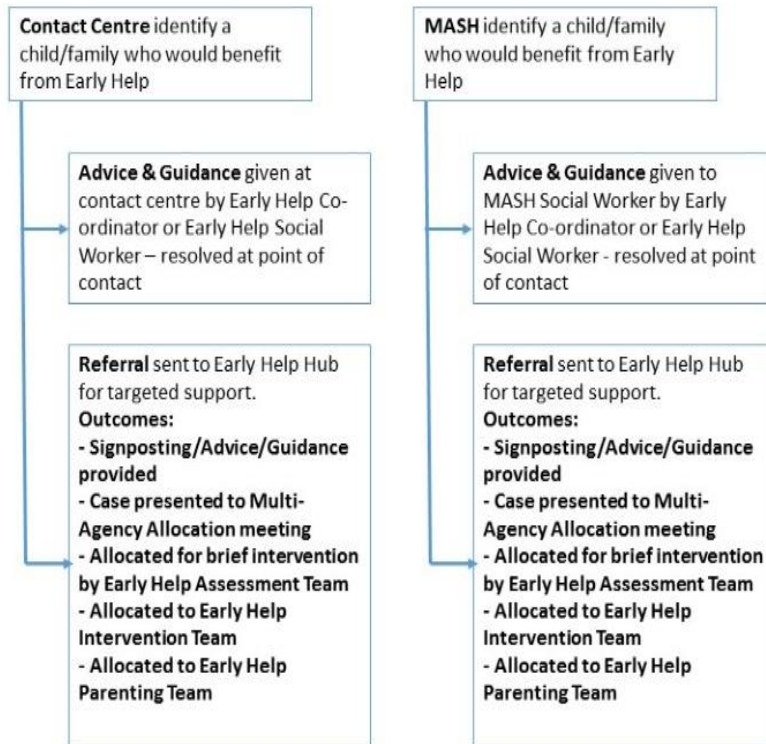 Contact Centre identify a
child/family who would benefit
from Early Help
Advice & Guidance given at
contact centre by Early Help Co-
ordinator or Early Help Social
Worker – resolved at point of
contact
Referral sent to Early Help Hub
for targeted support.
Outcomes:
- Signposting/Advice/Guidance
provided
- Case presented to Multi-
Agency Allocation meeting
- Allocated for brief intervention
by Early Help Assessment Team
- Allocated to Early Help
Intervention Team
- Allocated to Early Help
Parenting Team
MASH identify a child/family
who would benefit from Early
Help
Advice & Guidance given to
MASH Social Worker by Early
Help Co-ordinator or Early Help
Social Worker - resolved at point
of contact
Referral sent to Early Help Hub
for targeted support.
Outcomes:
- Signposting/Advice/Guidance
provided
- Case presented to Multi-
Agency Allocation meeting
- Allocated for brief intervention
by Early Help Assessment Team
- Allocated to Early Help
Intervention Team
- Allocated to Early Help
Parenting Team